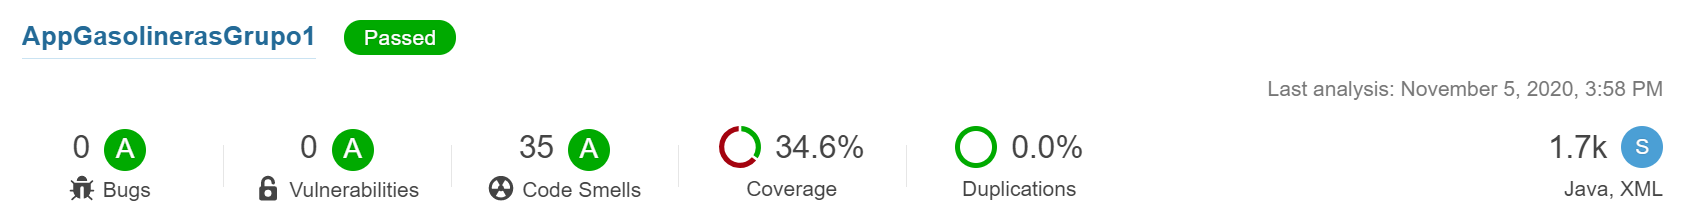 AppGasolinerasGrupo1 Passed
Last analysis: November 5, 2020, 3:58 PM
0 A 0 A 35 A 34.6% 0.0% 1.7k S
Bugs Vulnerabilities Code Smells Coverage Duplications Java, XML